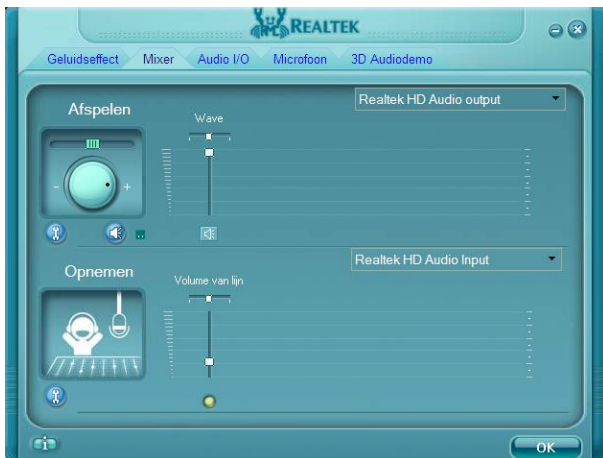 REALTEK
Geluidseffect Mixer Audio I/O Microfoon 3D Audiodemo
Realtek HD Audio output
Afspelen
Wave
- +
Realtek HD Audio Input
Opnemen
Volume van lijn
i
OK